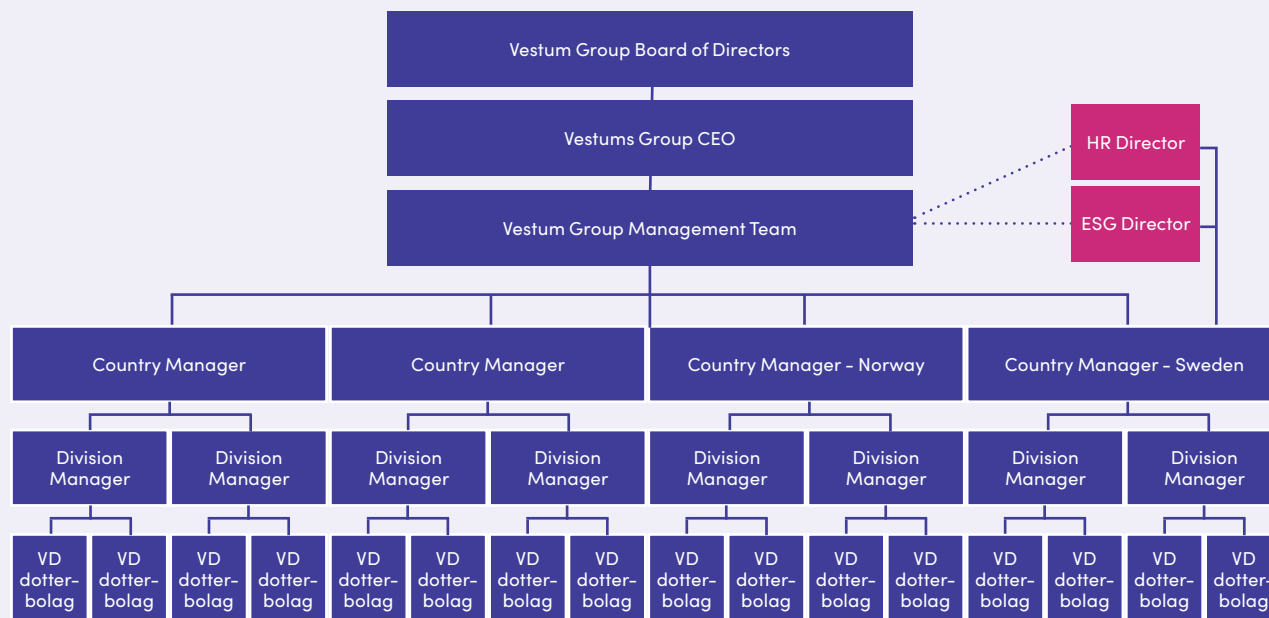 Vestum Group Board of Directors
Vestums Group CEO
HR Director
Vestum Group Management Team
ESG Director
Country Manager
Country Manager
Country Manager - Norway
Country Manager - Sweden
Division
Manager
Division
Manager
Division
Manager
Division
Manager
Division
Manager
Division
Manager
Division
Manager
Division
Manager
VD
dotter-
bolag
VD
dotter-
bolag
VD
dotter-
bolag
VD
dotter-
bolag
VD
dotter-
bolag
VD
dotter-
bolag
VD
dotter-
bolag
VD
dotter-
bolag
VD
dotter-
bolag
VD
dotter-
bolag
VD
dotter-
bolag
VD
dotter-
bolag
VD
dotter-
bolag
VD
dotter-
bolag
VD
dotter-
bolag
VD
dotter-
bolag